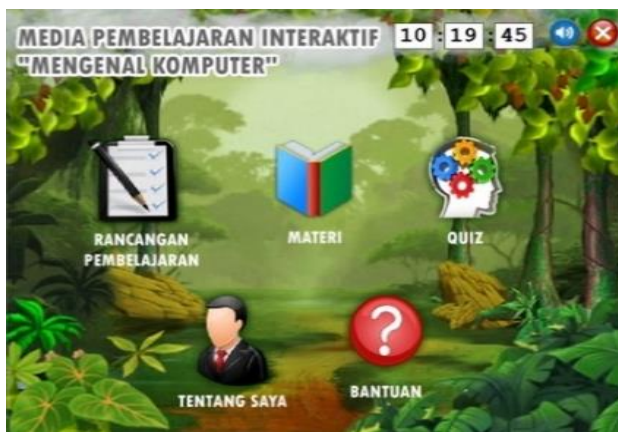 MEDIA PEMBELAJARAN INTERAKTIF
"MENGENAL KOMPUTER"
10 : 19 : 45
RANCANGAN
PEMBELAJARAN
MATERI
QUIZ
TENTANG SAYA
BANTUAN